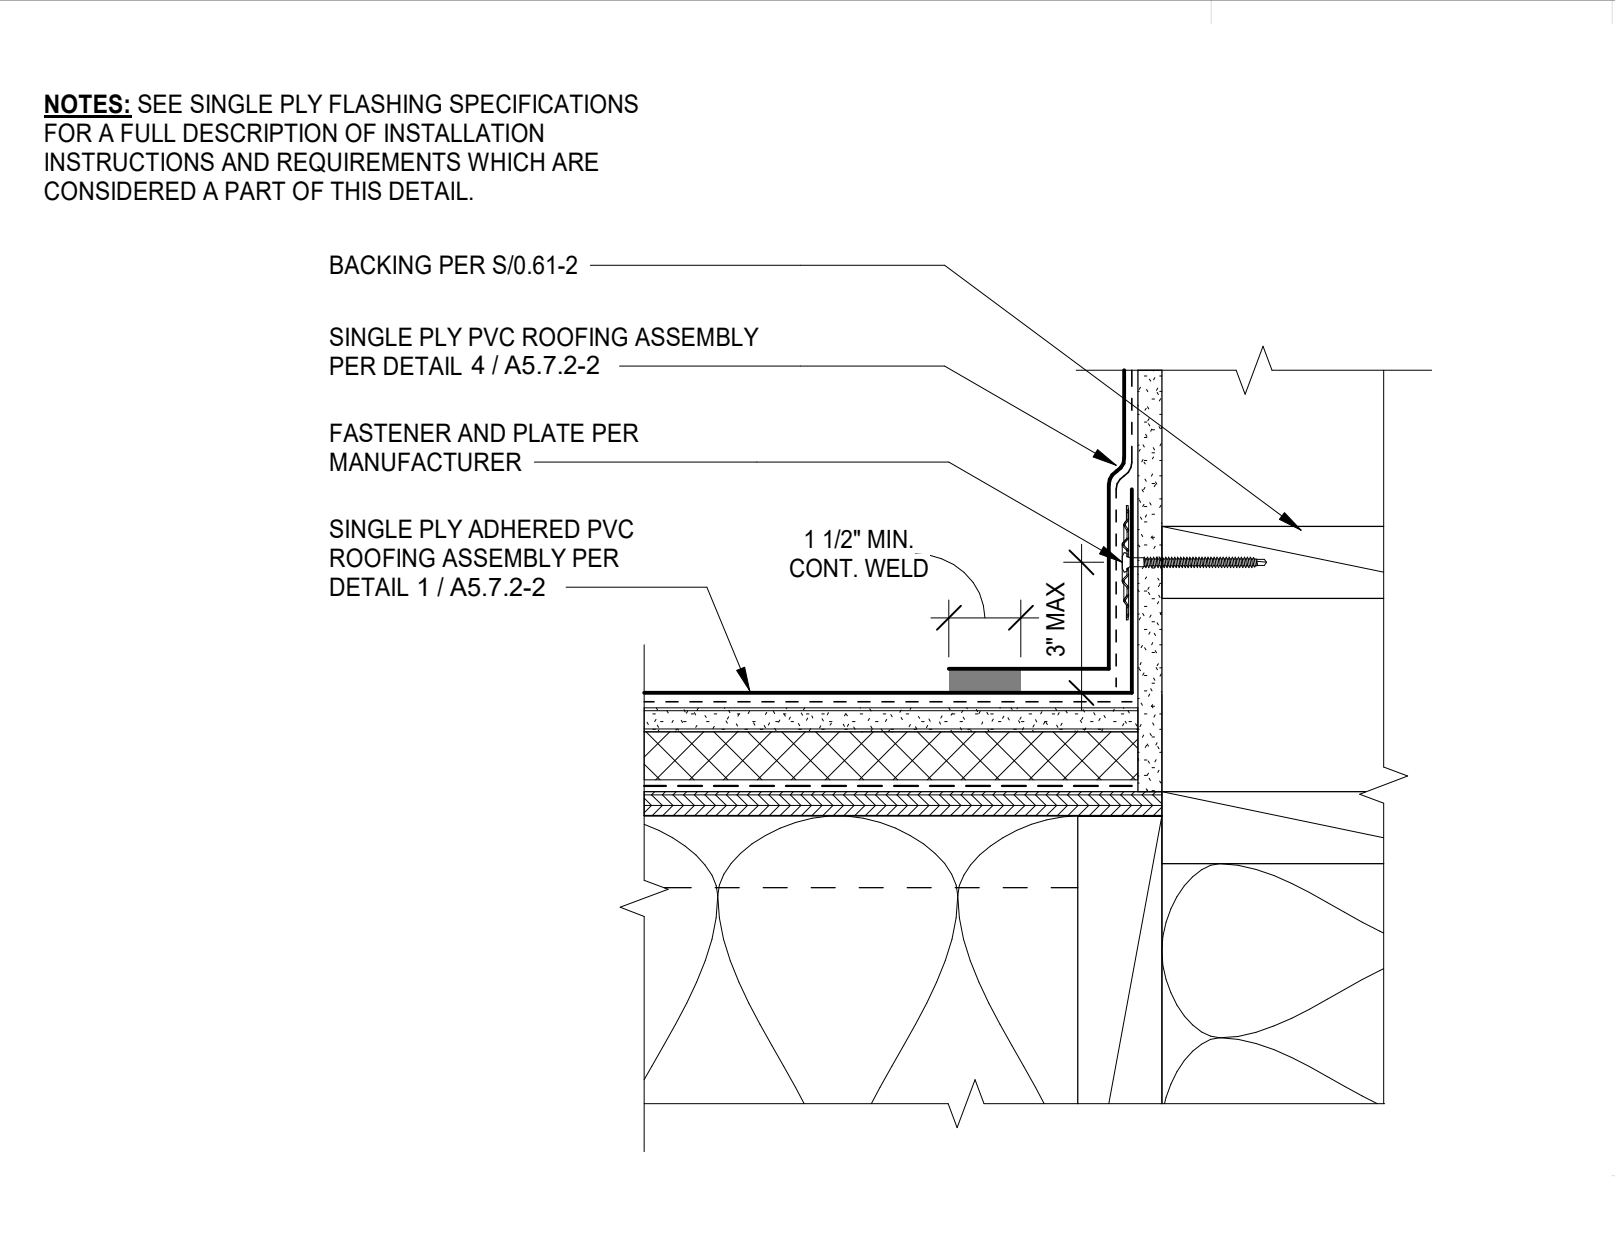 NOTES: SEE SINGLE PLY FLASHING SPECIFICATIONS
FOR A FULL DESCRIPTION OF INSTALLATION
INSTRUCTIONS AND REQUIREMENTS WHICH ARE
CONSIDERED A PART OF THIS DETAIL.
BACKING PER S/0.61-2
SINGLE PLY PVC ROOFING ASSEMBLY
PER DETAIL 4 / A5.7.2-2
FASTENER AND PLATE PER
MANUFACTURER
SINGLE PLY ADHERED PVC
ROOFING ASSEMBLY PER
DETAIL 1 / A5.7.2-2
1 1/2" MIN.
CONT. WELD
3" MAX